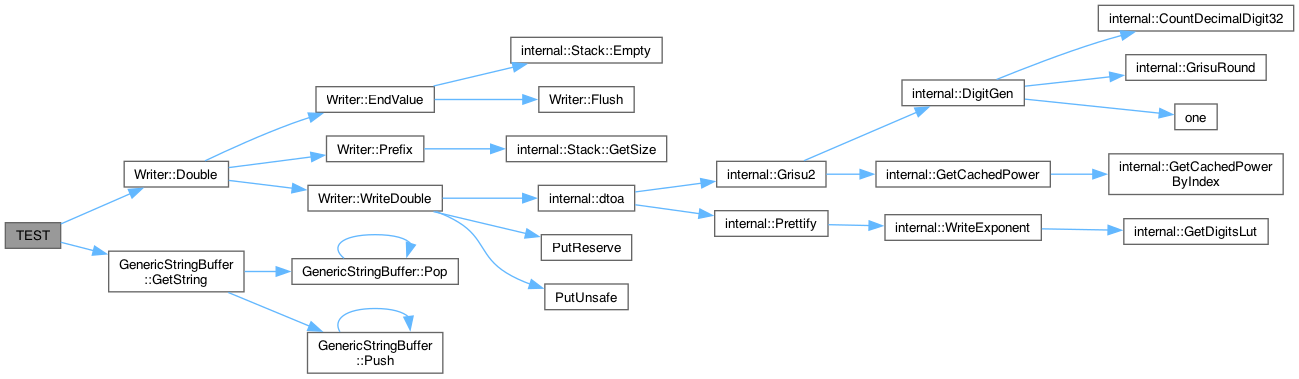 TEST
Writer::Double
GenericStringBuffer
::GetString
Writer::EndValue
Writer::Prefix
Writer::WriteDouble
GenericStringBuffer::Pop
GenericStringBuffer
::Push
internal::Stack::Empty
Writer::Flush
internal::Stack::GetSize
internal::dtoa
PutReserve
PutUnsafe
internal::Grisu2
internal::Prettify
internal::DigitGen
internal::GetCachedPower
internal::WriteExponent
internal::CountDecimalDigit32
internal::GrisuRound
one
internal::GetCachedPower
ByIndex
internal::GetDigitsLut